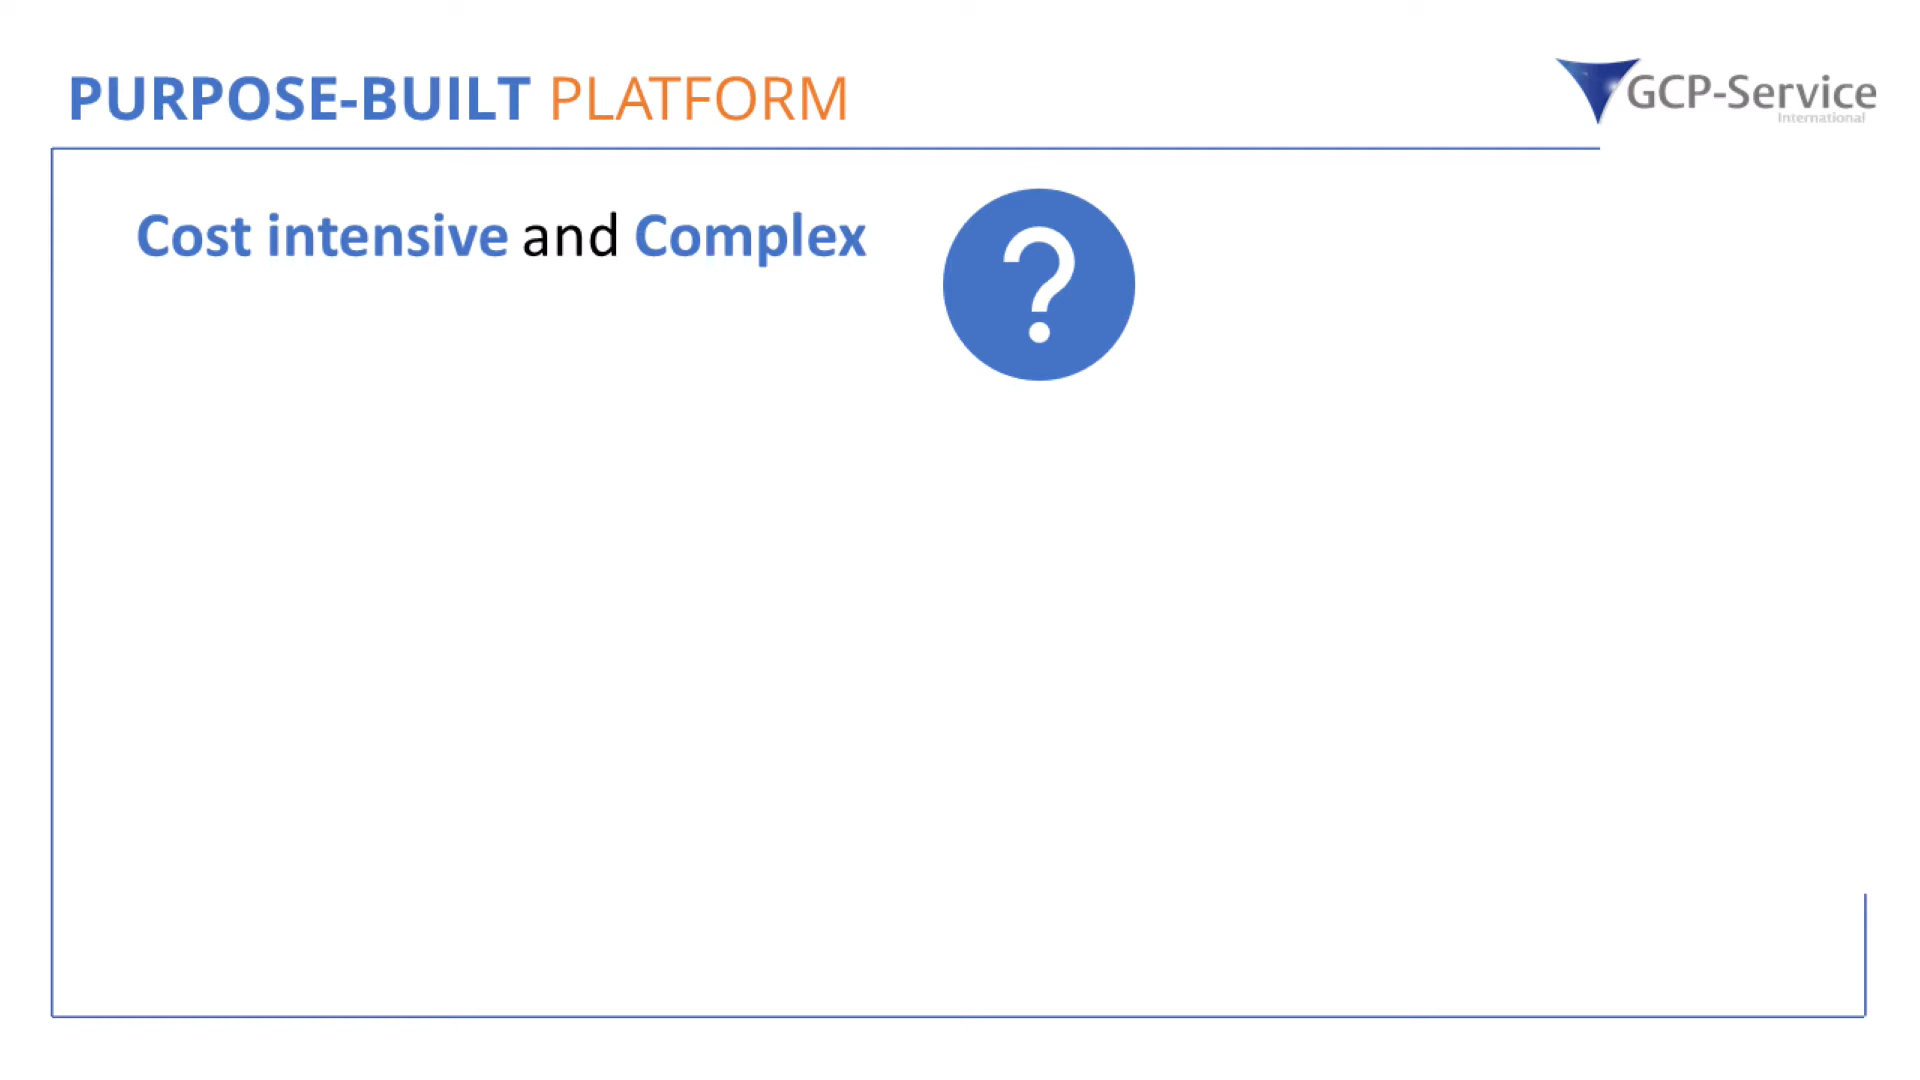 PURPOSE-BUILT PLATFORM
GCP-Service
International
Cost intensive and Complex
?